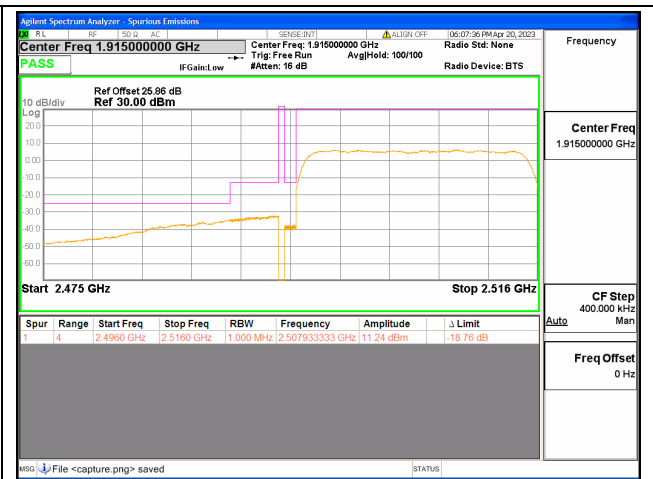 Agilent Spectrum Analyzer - Spurious Emissions
RL RF 50 Ω AC SENSE:INT ALIGN OFF 06:07:36 PM Apr 20, 2023
Center Freq 1.915000000 GHz Center Freq: 1.915000000 GHz Radio Std: None
Trig: Free Run Avg|Hold: 100/100
PASS IFGain:Low #Atten: 16 dB Radio Device: BTS
Frequency
Ref Offset 25.86 dB
10 dB/div Ref 30.00 dBm
Log
20.0
10.0
0.00
-10.0
-20.0
-30.0
-40.0
-50.0
-60.0
Start 2.475 GHz Stop 2.516 GHz
Center Freq
1.915000000 GHz
CF Step
400.000 kHz
Auto Man
Freq Offset
0 Hz
Spur Range Start Freq Stop Freq RBW Frequency Amplitude Δ Limit
1 4 2.4960 GHz 2.5160 GHz 1.000 MHz 2.507933333 GHz 11.24 dBm -18.76 dB
MSG File <capture.png> saved STATUS